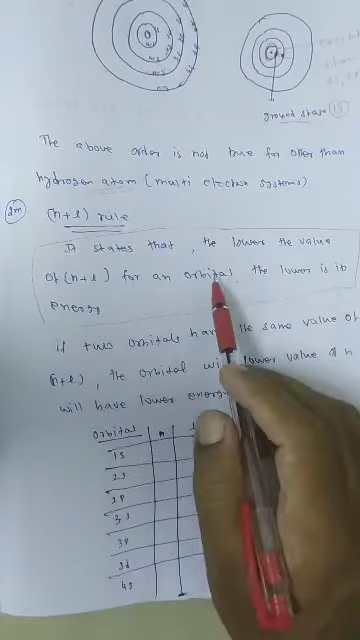 ground state (1s)
The above order is not true for other than
hydrogen atom (multi electron systems)
2m (n+l) rule
It states that, the lower the value
of (n+l) for an orbital the lower is its
energy
if two orbitals have the same value of
(n+l), the orbital with lower value of n
will have lower energy
Orbital n
1s
2s
2p
3s
3p
3d
4s